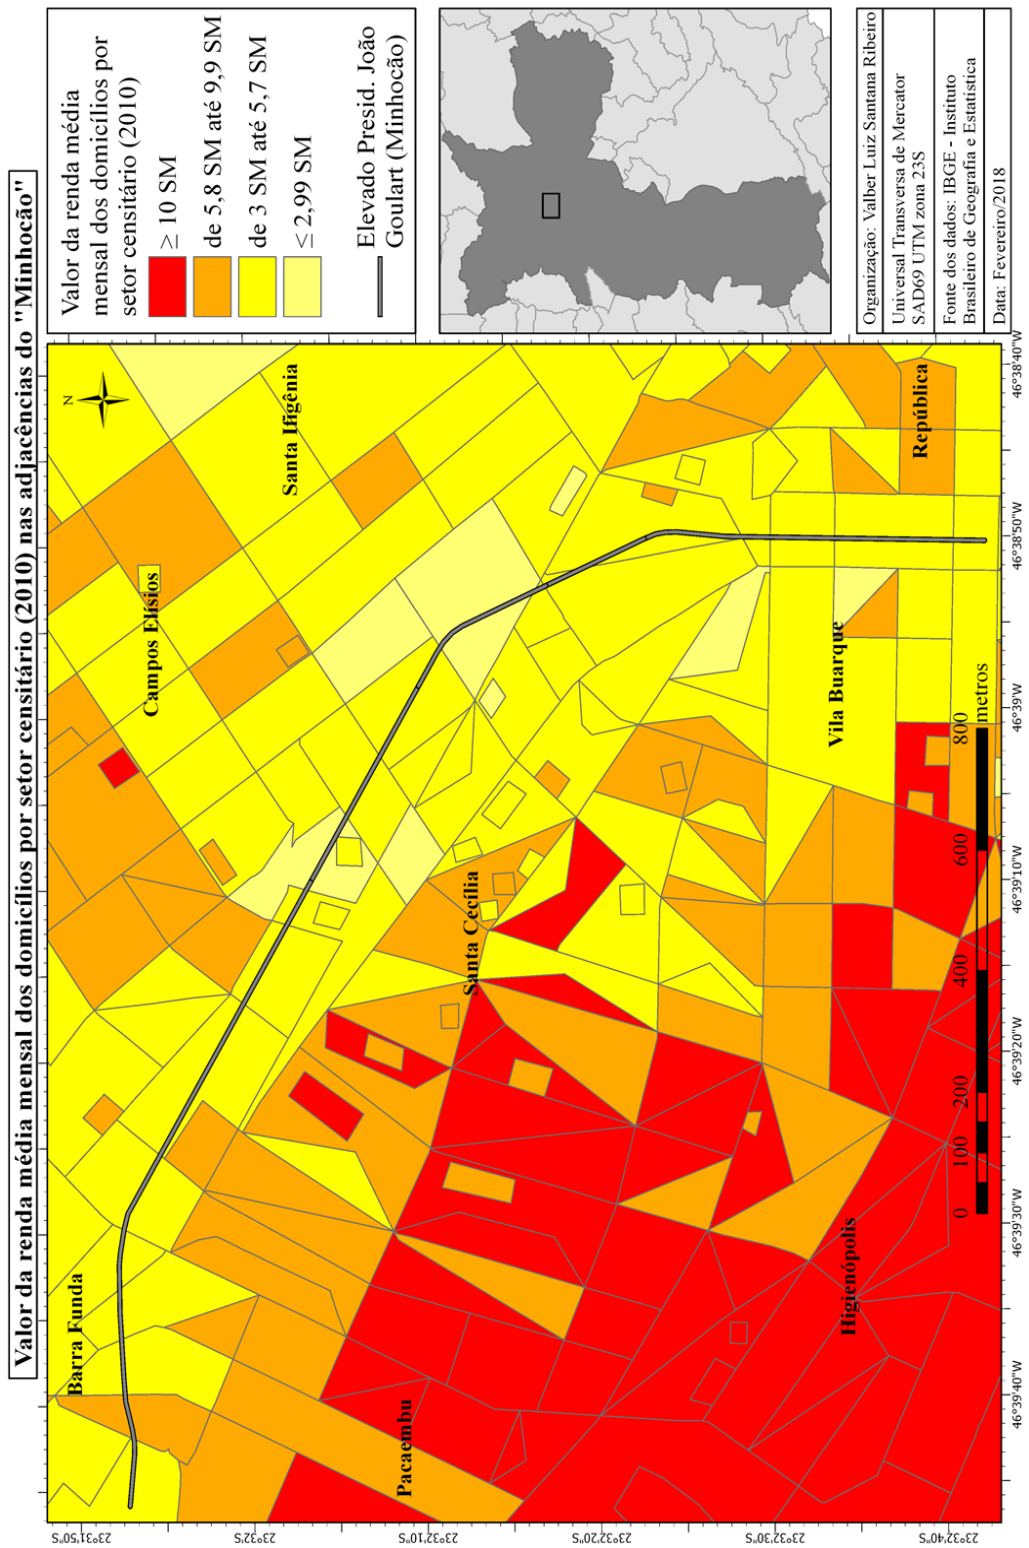 Valor da renda média mensal dos domicílios por setor censitário (2010) nas adjacências do "Minhocão"
Barra Funda
Campos Elísios
Santa Ifigênia
Santa Cecília
Pacaembu
Higienópolis
Vila Buarque
República
N
0 100 200 400 600 800
metros
23°31'50"S
23°32'S
23°32'10"S
23°32'20"S
23°32'30"S
23°32'40"S
46°39'40"W
46°39'30"W
46°39'20"W
46°39'10"W
46°39'W
46°38'50"W
46°38'40"W
Valor da renda média
mensal dos domicílios por
setor censitário (2010)
≥ 10 SM
de 5,8 SM até 9,9 SM
de 3 SM até 5,7 SM
≤ 2,99 SM
Elevado Presid. João
Goulart (Minhocão)
Organização: Valber Luiz Santana Ribeiro
Universal Transversa de Mercator
SAD69 UTM zona 23S
Fonte dos dados: IBGE - Instituto
Brasileiro de Geografia e Estatística
Data: Fevereiro/2018